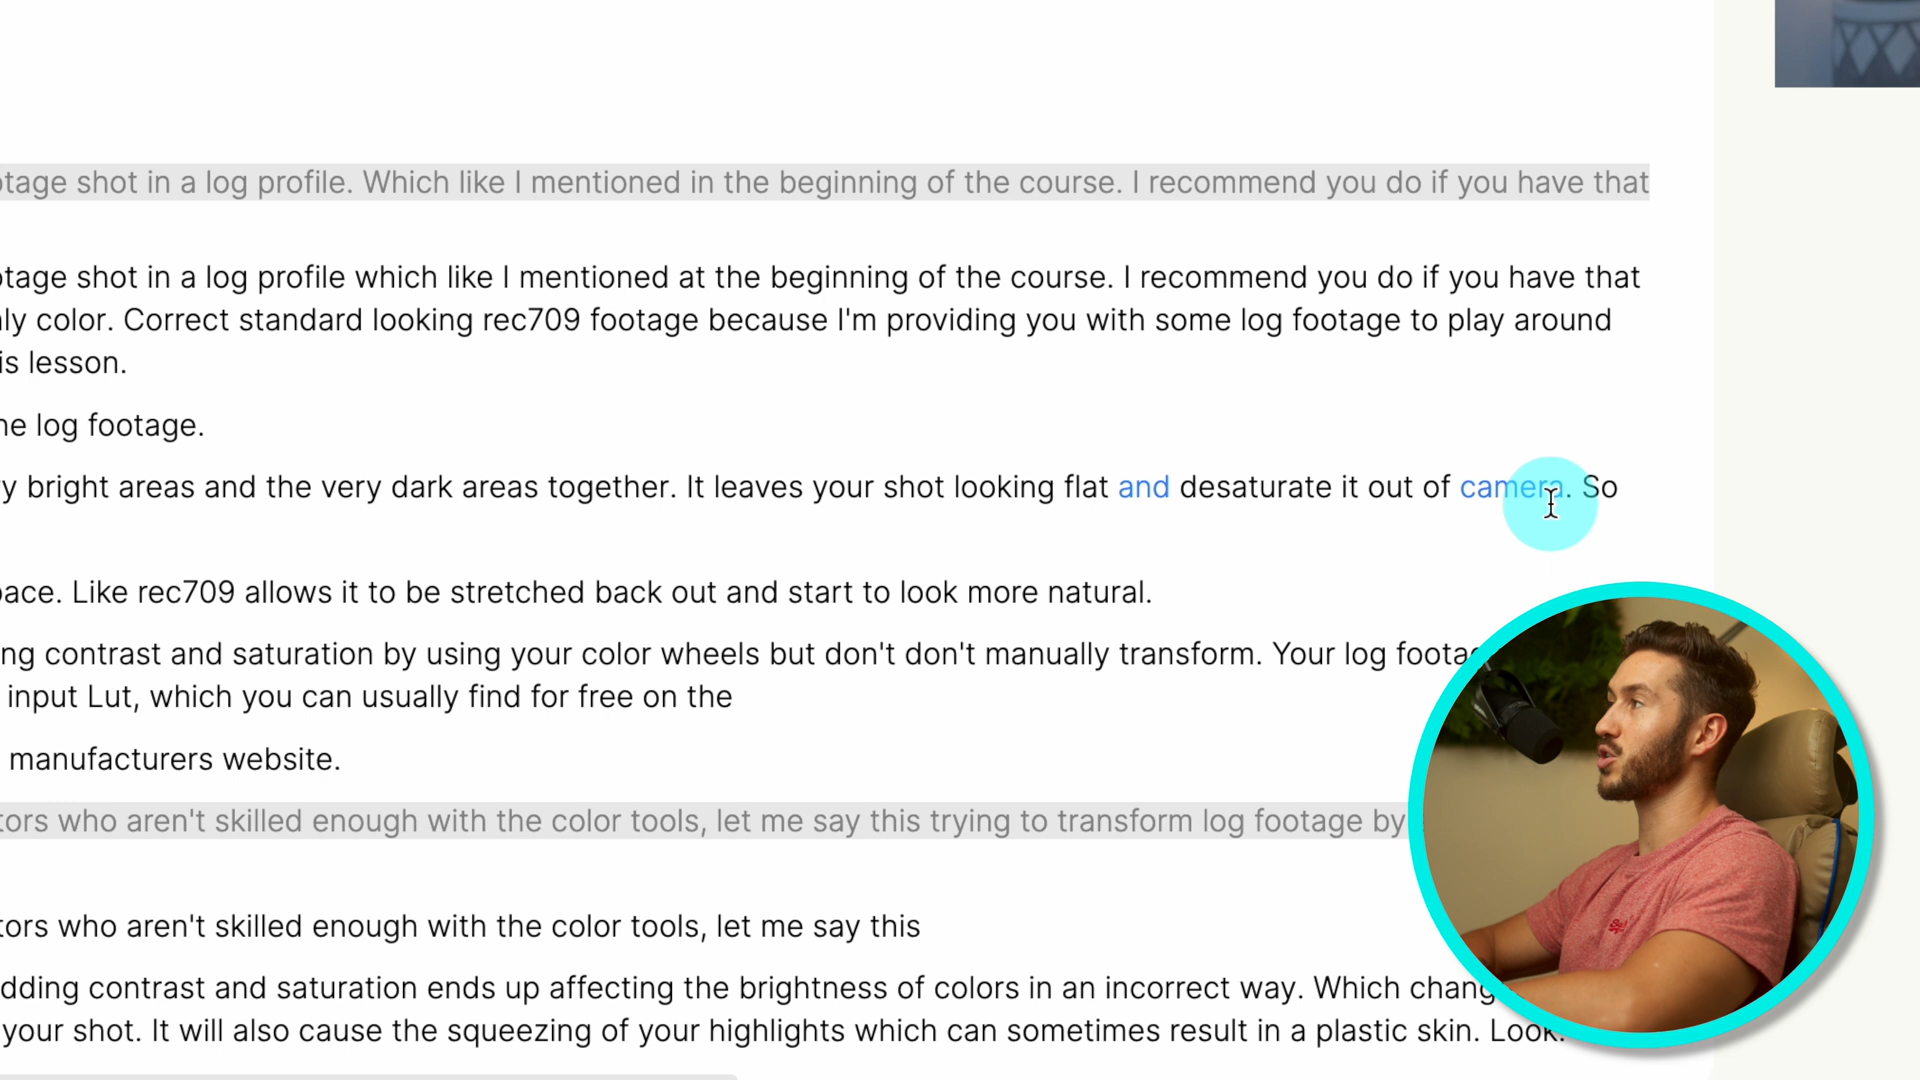 tage shot in a log profile. Which like I mentioned in the beginning of the course. I recommend you do if you have that
tage shot in a log profile which like I mentioned at the beginning of the course. I recommend you do if you have that
ly color. Correct standard looking rec709 footage because I'm providing you with some log footage to play around
is lesson.
he log footage.
y bright areas and the very dark areas together. It leaves your shot looking flat and desaturate it out of camera. So
ace. Like rec709 allows it to be stretched back out and start to look more natural.
ng contrast and saturation by using your color wheels but don't don't manually transform. Your log foota
input Lut, which you can usually find for free on the
manufacturers website.
tors who aren't skilled enough with the color tools, let me say this trying to transform log footage by
tors who aren't skilled enough with the color tools, let me say this
dding contrast and saturation ends up affecting the brightness of colors in an incorrect way. Which chang
your shot. It will also cause the squeezing of your highlights which can sometimes result in a plastic skin. Look.